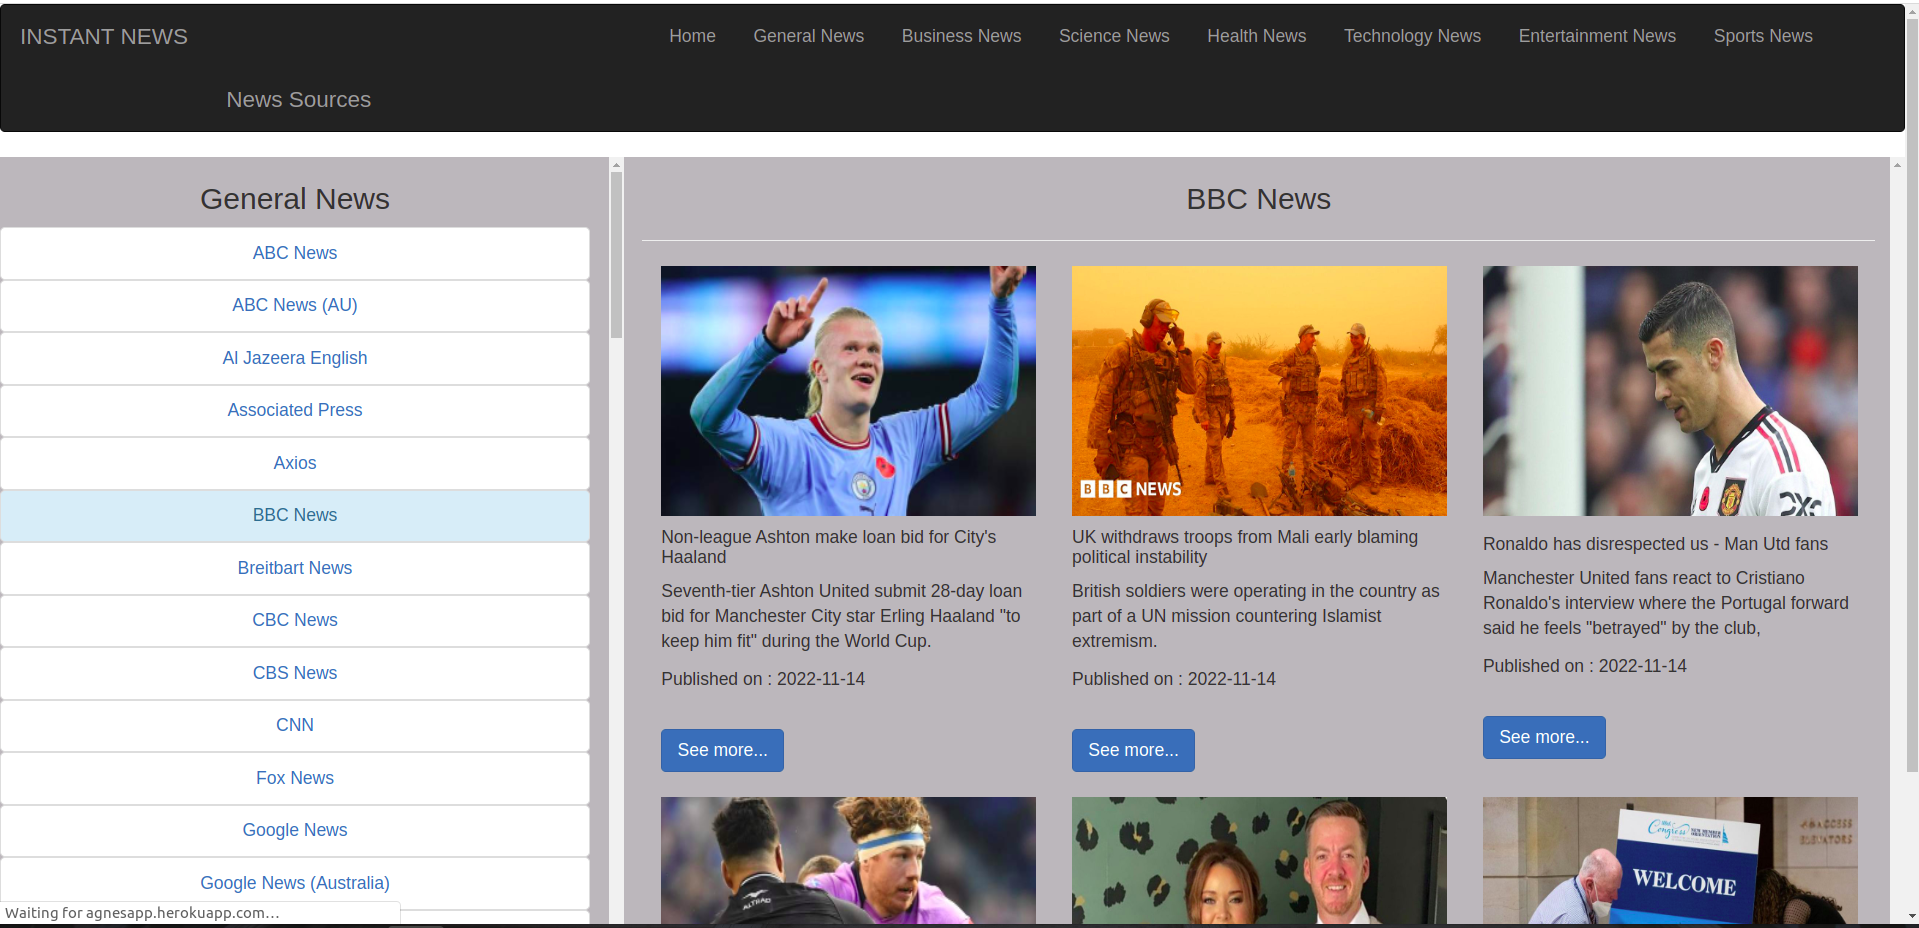 INSTANT NEWS
Home General News Business News Science News Health News Technology News Entertainment News Sports News
News Sources
General News
ABC News
ABC News (AU)
Al Jazeera English
Associated Press
Axios
BBC News
Breitbart News
CBC News
CBS News
CNN
Fox News
Google News
Google News (Australia)
Waiting for agnesapp.herokuapp.com…
BBC News
Non-league Ashton make loan bid for City's
Haaland
Seventh-tier Ashton United submit 28-day loan
bid for Manchester City star Erling Haaland "to
keep him fit" during the World Cup.
Published on : 2022-11-14
See more...
BBC NEWS
UK withdraws troops from Mali early blaming
political instability
British soldiers were operating in the country as
part of a UN mission countering Islamist
extremism.
Published on : 2022-11-14
See more...
Ronaldo has disrespected us - Man Utd fans
Manchester United fans react to Cristiano
Ronaldo's interview where the Portugal forward
said he feels "betrayed" by the club,
Published on : 2022-11-14
See more...
ALTRAD
Congress
WELCOME